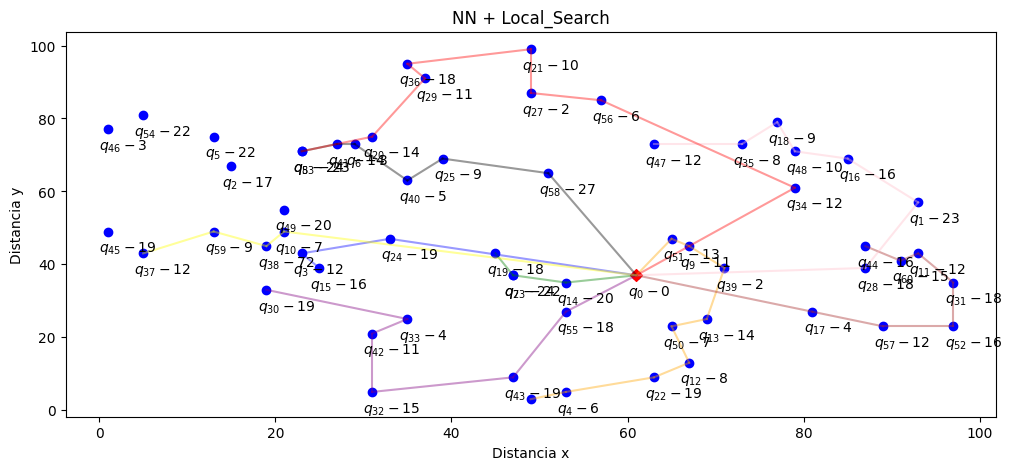 NN + Local_Search
100
q21 − 10
q36 − 18
q29 − 11
q27 − 2
q56 − 6
80
q54 − 22
q46 − 3
q5 − 22
q18 − 9
q28 − 14
q47 − 12
q35 − 8
q48 − 10
q16 − 16
q2 − 17
q40 − 5
q25 − 9
q58 − 27
60
q34 − 12
q1 − 23
q49 − 20
q45 − 19
q59 − 9
q10 − 7
q24 − 19
q51 − 13
q9 − 11
q44 − 16
40
q37 − 12
q15 − 16
q19 − 18
q14 − 20
q0 − 0
q39 − 2
q28 − 18
q11 − 12
q31 − 18
q30 − 19
q33 − 4
q55 − 18
q17 − 4
q13 − 14
q50 − 7
q57 − 12
q52 − 16
20
q42 − 11
q12 − 8
q32 − 15
q43 − 19
q4 − 6
q22 − 19
0
0 20 40 60 80 100
Distancia x
Distancia y